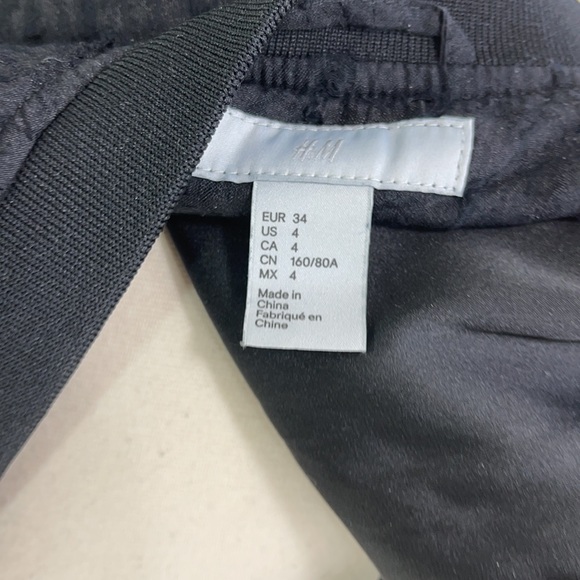 H&M
EUR 34
US 4
CA 4
CN 160/80A
MX 4
Made in
China
Fabriqué en
Chine